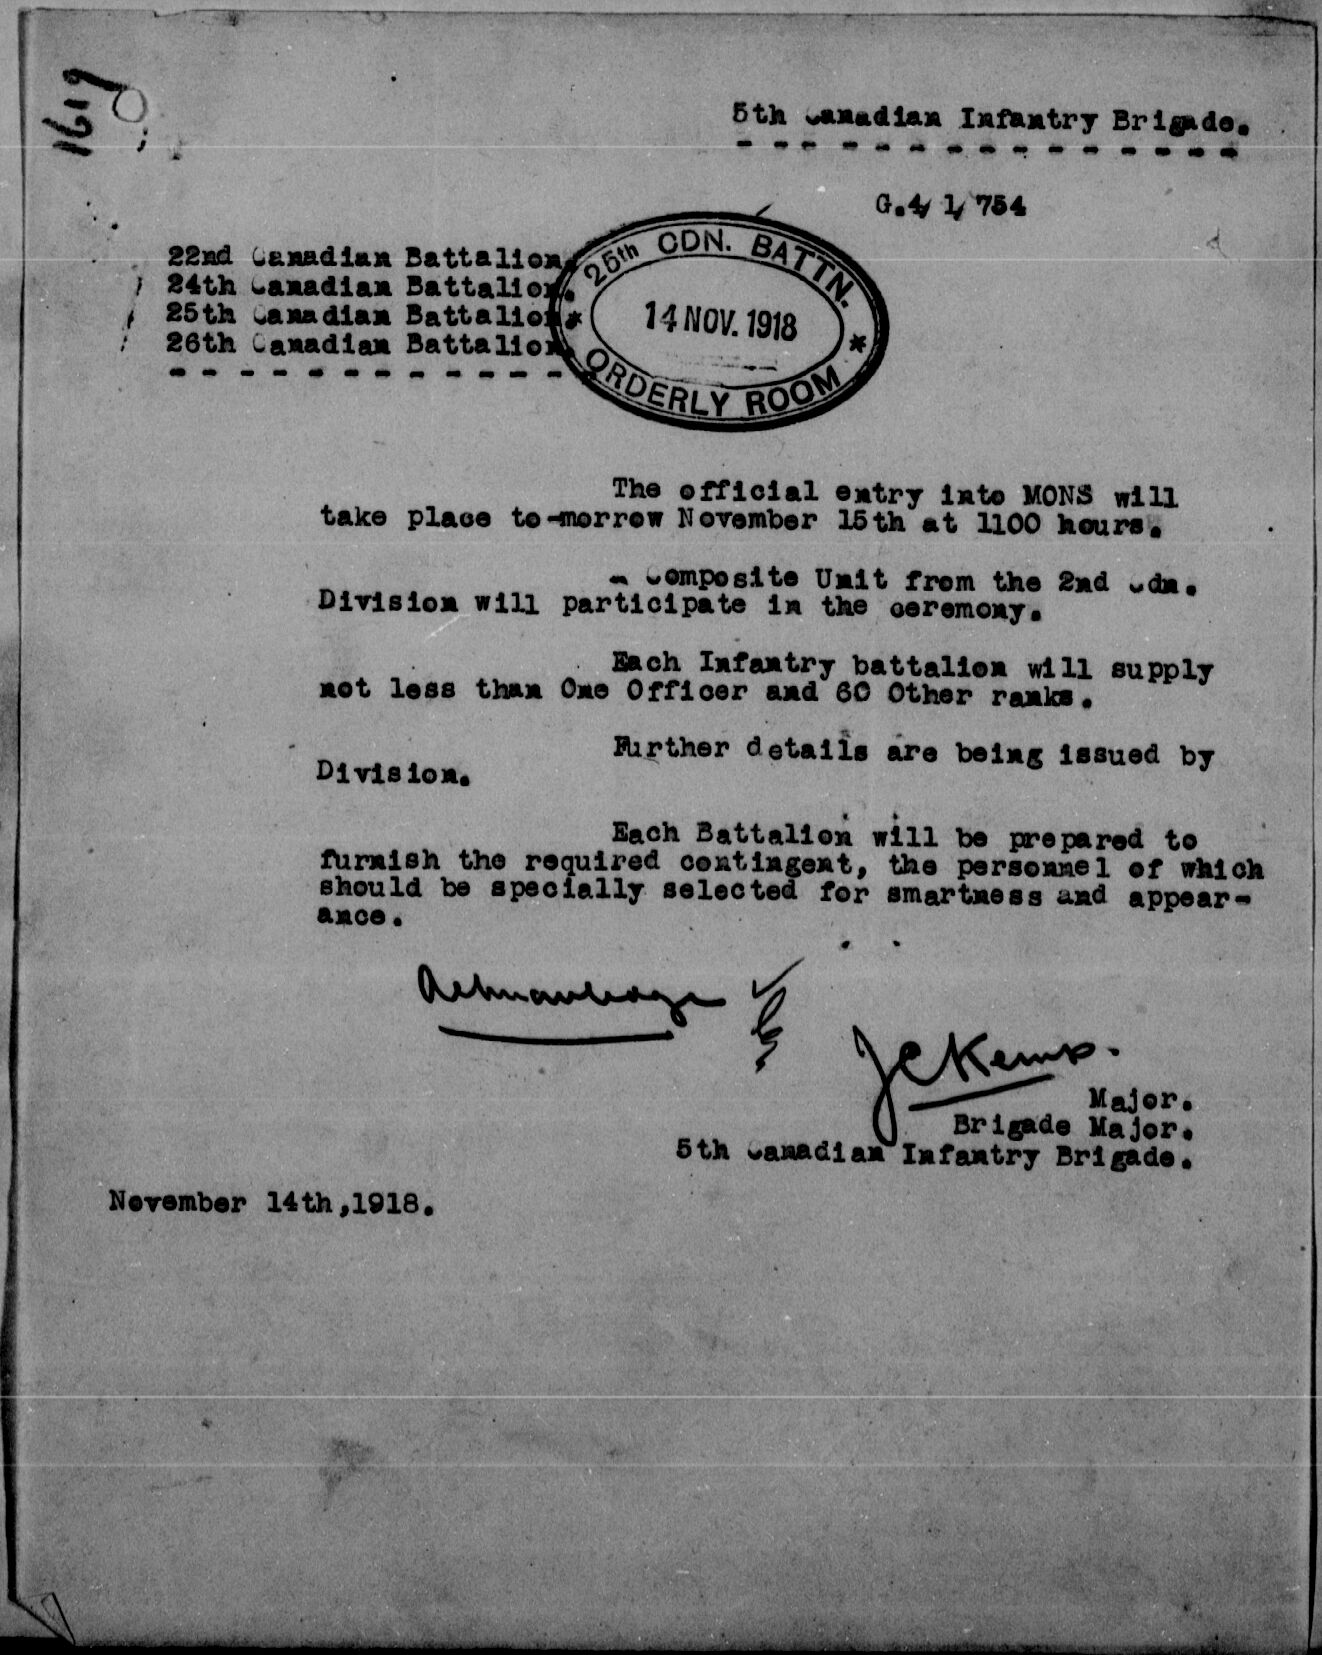 1619
5th Canadian Infantry Brigade.
G.4/1/754
22nd Canadian Battalion.
24th Canadian Battalion.
25th Canadian Battalion.
26th Canadian Battalion.
25th CDN. BATTN.
14 NOV. 1918
ORDERLY ROOM
The official entry into MONS will
take place to-morrow November 15th at 1100 hours.
A Composite Unit from the 2nd Cdn.
Division will participate in the ceremony.
Each Infantry battalion will supply
not less than One Officer and 60 Other ranks.
Further details are being issued by
Division.
Each Battalion will be prepared to
furnish the required contingent, the personnel of which
should be specially selected for smartness and appear-
ance.
Acknowledge
JCKemp.
Major.
Brigade Major.
5th Canadian Infantry Brigade.
November 14th,1918.